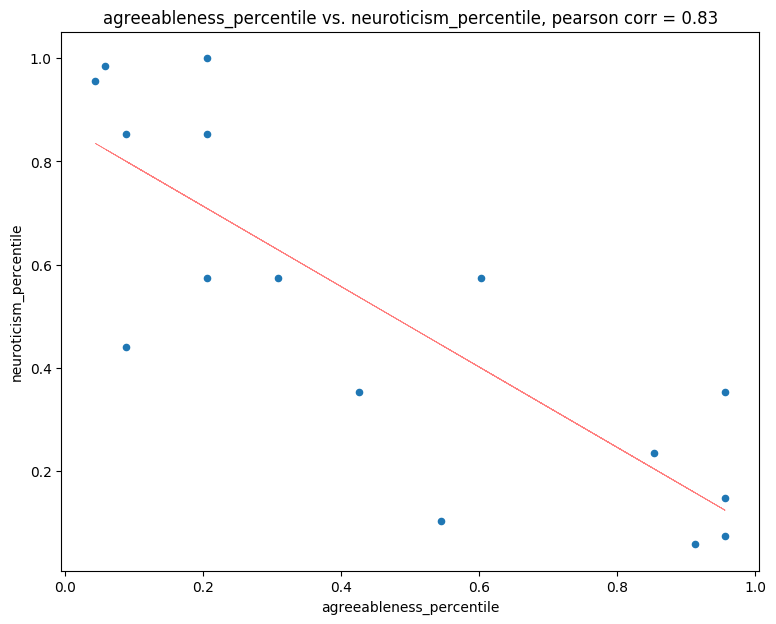 agreeableness_percentile vs. neuroticism_percentile, pearson corr = 0.83
1.0
0.8
0.6
0.4
0.2
neuroticism_percentile
0.0 0.2 0.4 0.6 0.8 1.0
agreeableness_percentile